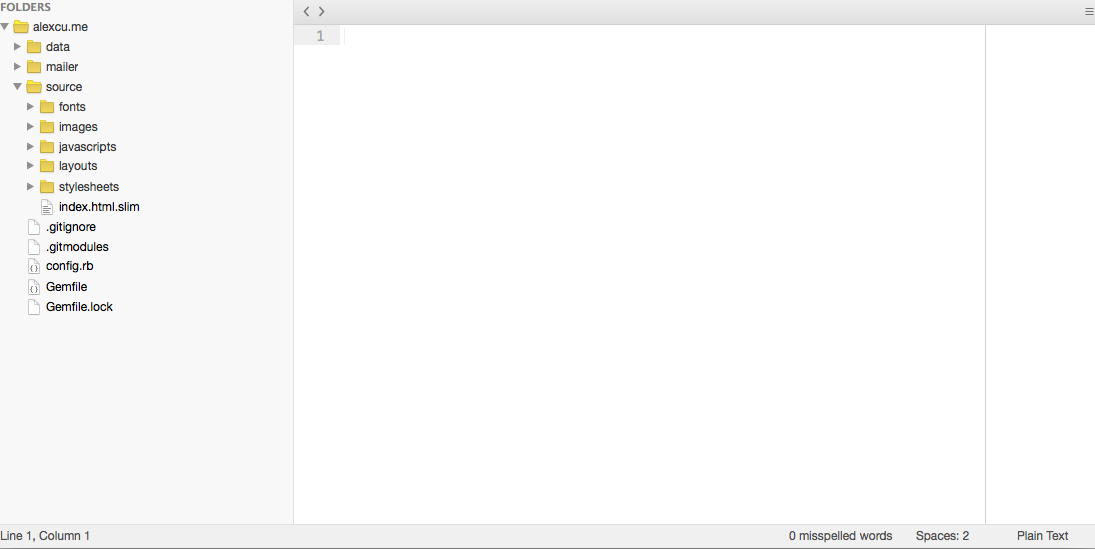 FOLDERS
alexcu.me
data
mailer
source
fonts
images
javascripts
layouts
stylesheets
index.html.slim
.gitignore
.gitmodules
config.rb
Gemfile
Gemfile.lock
1
Line 1, Column 1
0 misspelled words
Spaces: 2
Plain Text